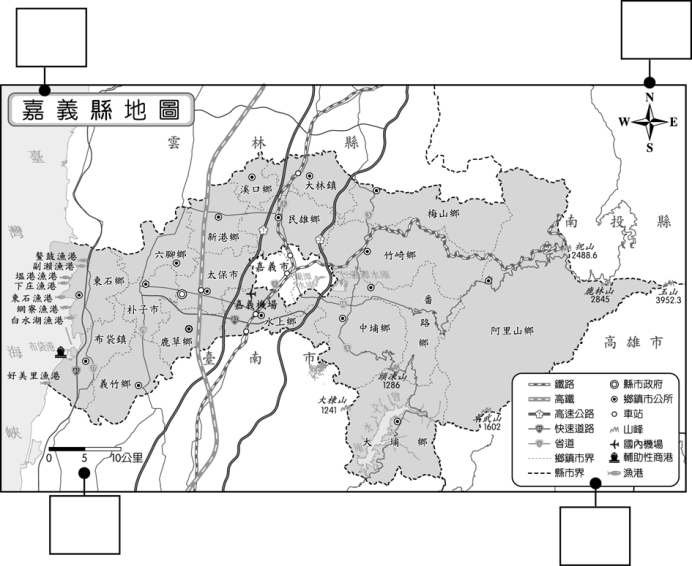 嘉義縣地圖
N
W E
S
雲林縣
臺灣海峽
南投縣
高雄市
臺南市
溪口鄉
大林鎮
梅山鄉
民雄鄉
新港鄉
六腳鄉
竹崎鄉
嘉義市
太保市
東石鄉
朴子市
嘉義機場
水上鄉
鹿草鄉
中埔鄉
番路鄉
阿里山鄉
布袋鎮
義竹鄉
大埔鄉
鰲鼓漁港
副瀨漁港
塭港漁港
下庄漁港
東石漁港
網寮漁港
白水湖漁港
布袋港
好美里漁港
祝山
2488.6
鹿林山
2845
玉山
3952.3
頭凍山
1286
大棟山
1241
1602
0 5 10公里
鐵路
高鐵
高速公路
快速道路
省道
鄉鎮市界
縣市界
縣市政府
鄉鎮市公所
車站
山峰
國內機場
輔助性商港
漁港